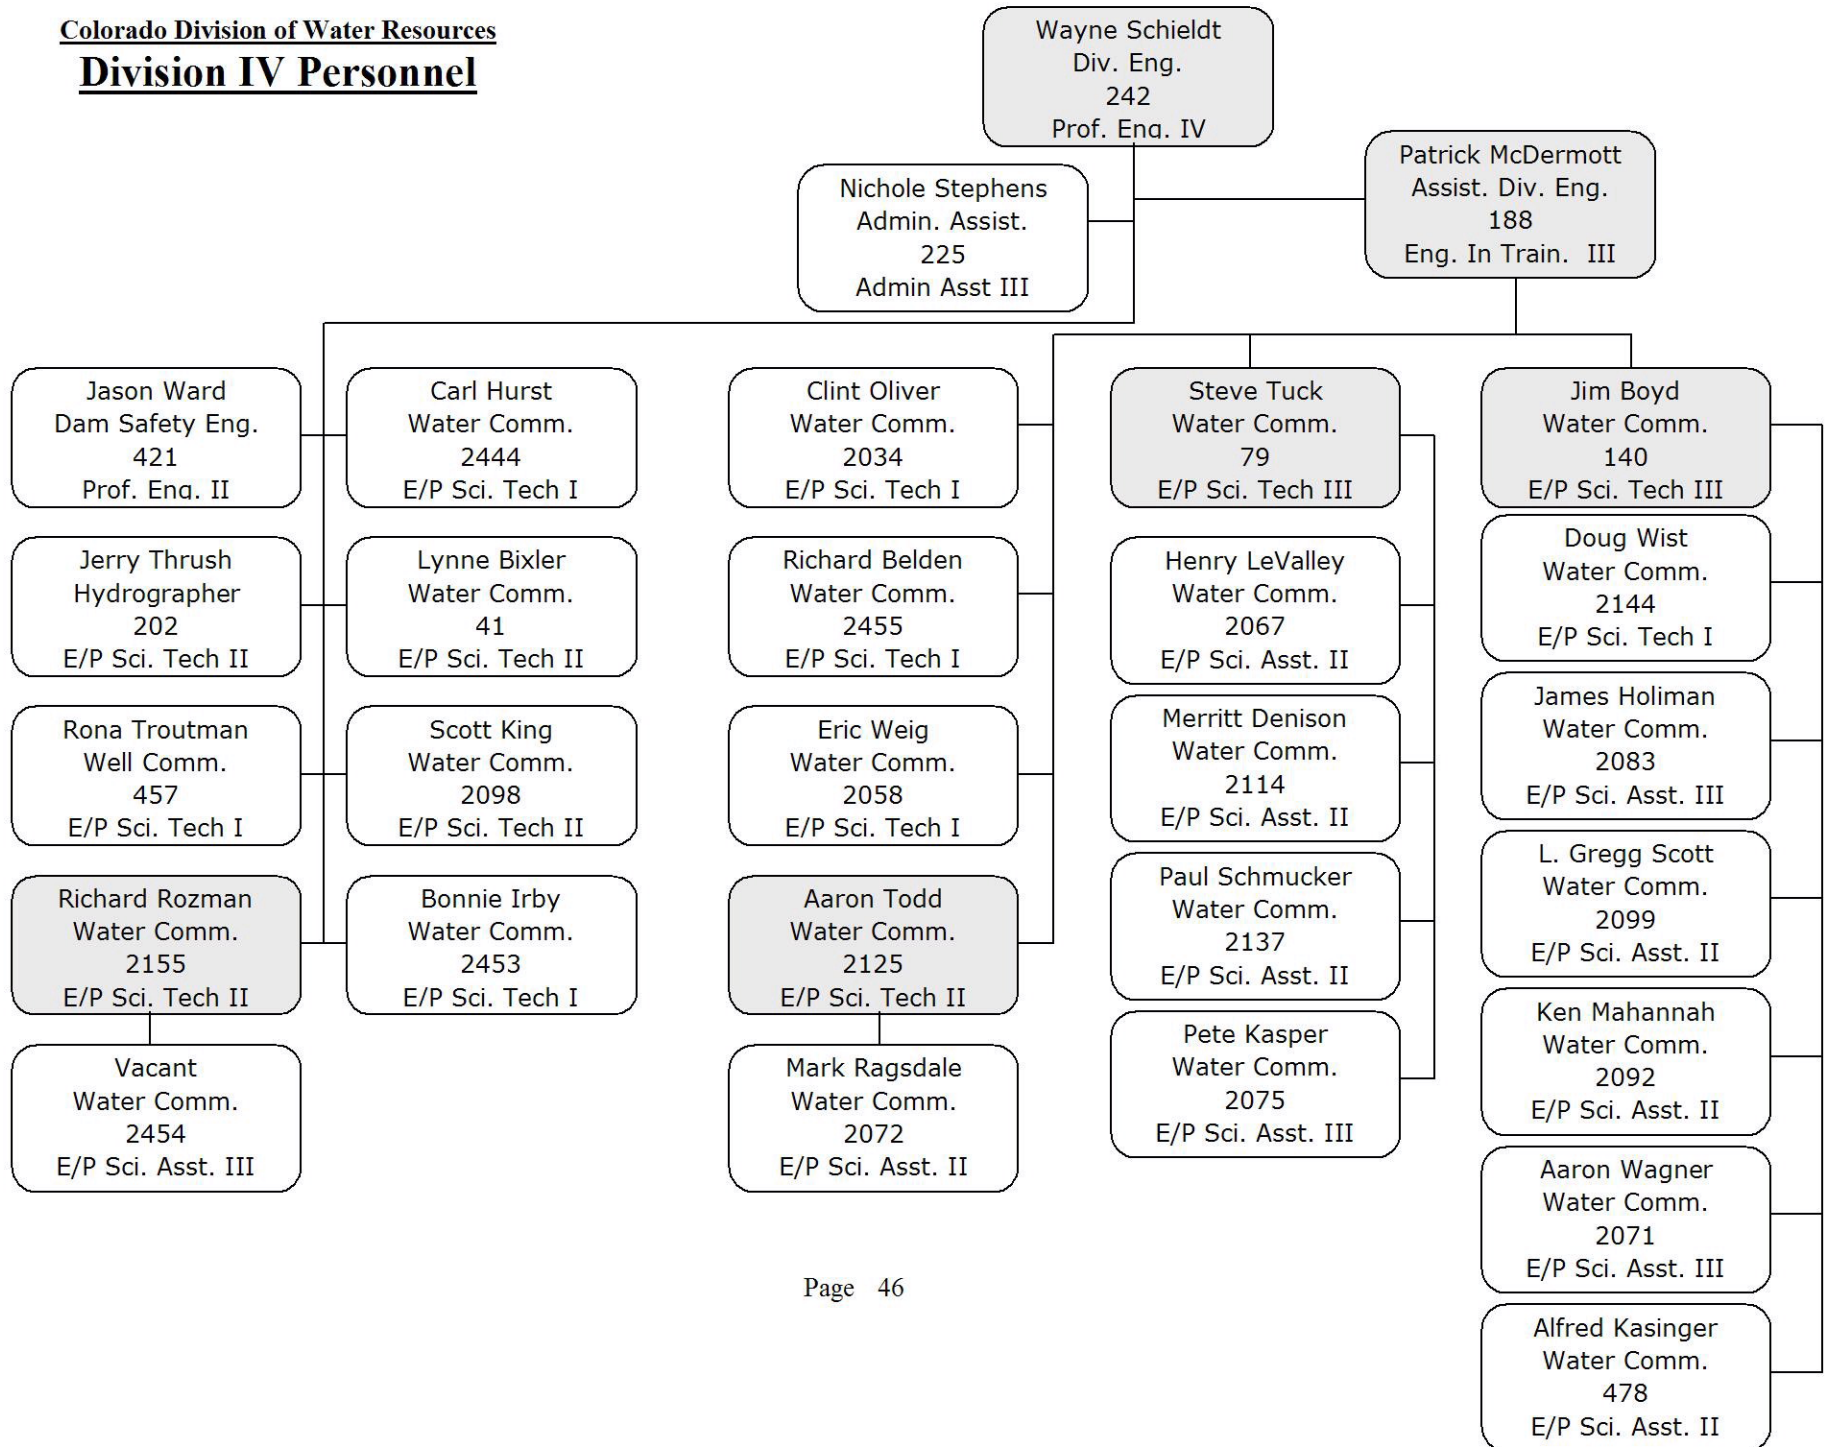 Colorado Division of Water Resources
Division IV Personnel
Wayne Schieldt
Div. Eng.
242
Prof. Eng. IV
Patrick McDermott
Assist. Div. Eng.
188
Eng. In Train. III
Nichole Stephens
Admin. Assist.
225
Admin Asst III
Jason Ward
Dam Safety Eng.
421
Prof. Eng. II
Jerry Thrush
Hydrographer
202
E/P Sci. Tech II
Rona Troutman
Well Comm.
457
E/P Sci. Tech I
Richard Rozman
Water Comm.
2155
E/P Sci. Tech II
Vacant
Water Comm.
2454
E/P Sci. Asst. III
Carl Hurst
Water Comm.
2444
E/P Sci. Tech I
Lynne Bixler
Water Comm.
41
E/P Sci. Tech II
Scott King
Water Comm.
2098
E/P Sci. Tech II
Bonnie Irby
Water Comm.
2453
E/P Sci. Tech I
Clint Oliver
Water Comm.
2034
E/P Sci. Tech I
Richard Belden
Water Comm.
2455
E/P Sci. Tech I
Eric Weig
Water Comm.
2058
E/P Sci. Tech I
Aaron Todd
Water Comm.
2125
E/P Sci. Tech II
Mark Ragsdale
Water Comm.
2072
E/P Sci. Asst. II
Steve Tuck
Water Comm.
79
E/P Sci. Tech III
Henry LeValley
Water Comm.
2067
E/P Sci. Asst. II
Merritt Denison
Water Comm.
2114
E/P Sci. Asst. II
Paul Schmucker
Water Comm.
2137
E/P Sci. Asst. II
Pete Kasper
Water Comm.
2075
E/P Sci. Asst. III
Jim Boyd
Water Comm.
140
E/P Sci. Tech III
Doug Wist
Water Comm.
2144
E/P Sci. Tech I
James Holiman
Water Comm.
2083
E/P Sci. Asst. III
L. Gregg Scott
Water Comm.
2099
E/P Sci. Asst. II
Ken Mahannah
Water Comm.
2092
E/P Sci. Asst. II
Aaron Wagner
Water Comm.
2071
E/P Sci. Asst. III
Alfred Kasinger
Water Comm.
478
E/P Sci. Asst. II
Page 46